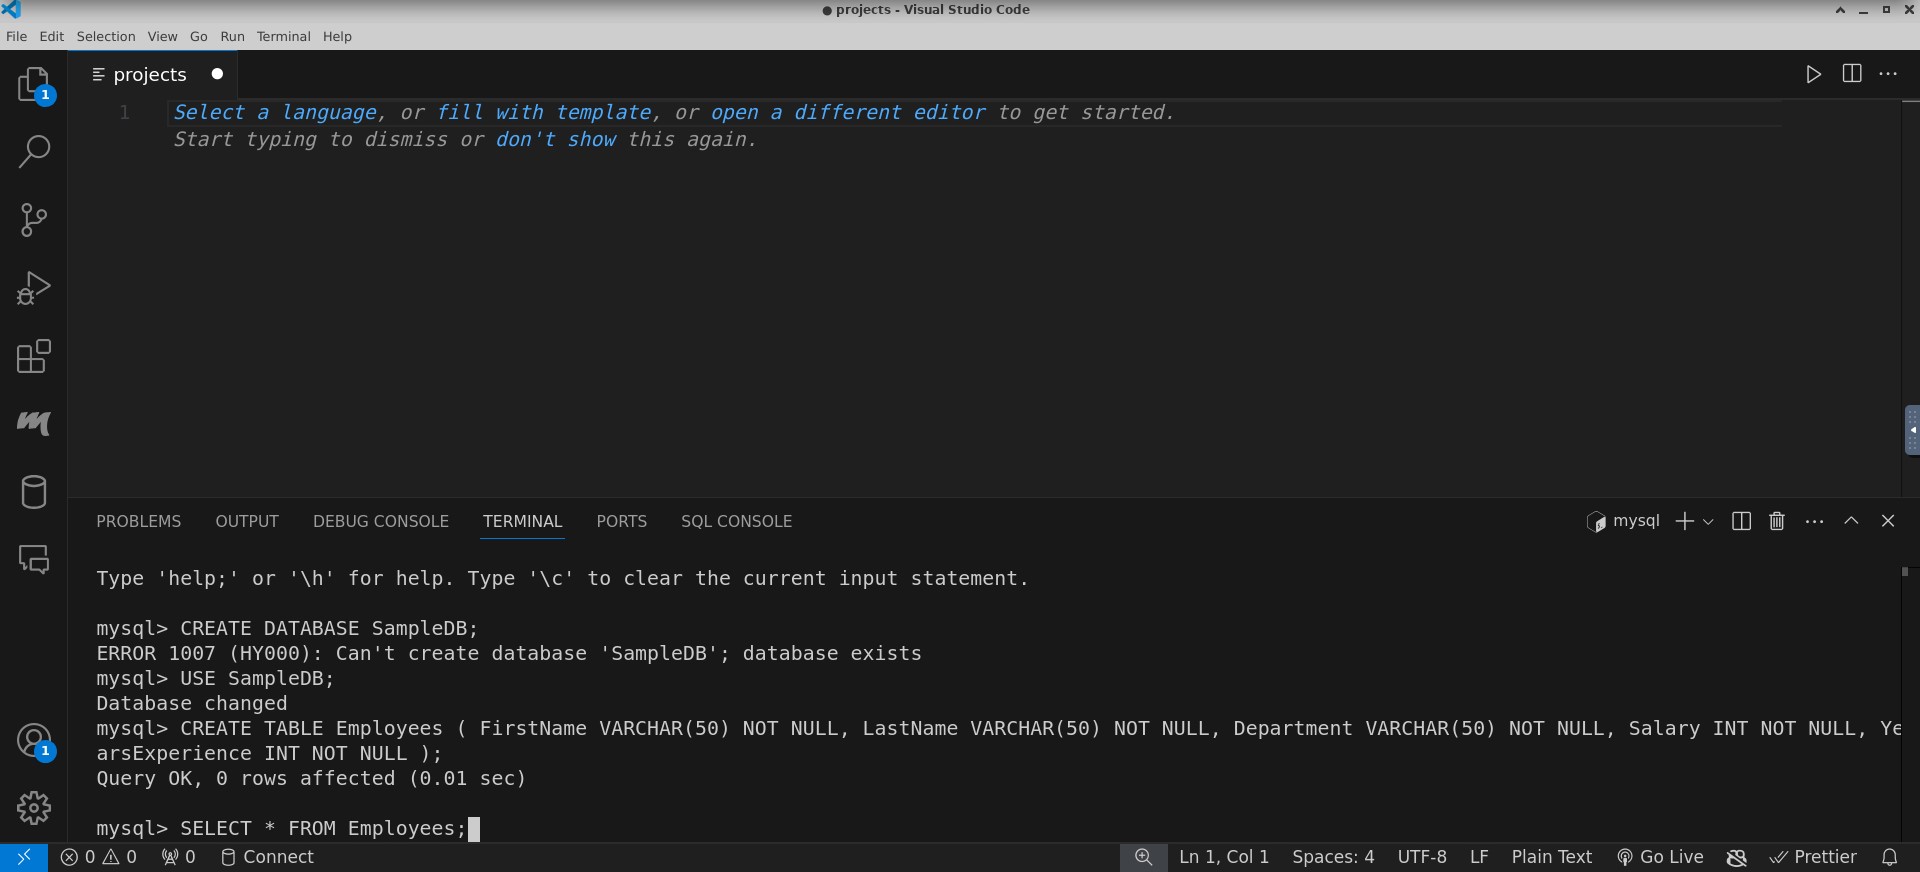 ● projects - Visual Studio Code
File Edit Selection View Go Run Terminal Help
projects
1
1 Select a language, or fill with template, or open a different editor to get started.
Start typing to dismiss or don't show this again.
PROBLEMS OUTPUT DEBUG CONSOLE TERMINAL PORTS SQL CONSOLE mysql
Type 'help;' or '\h' for help. Type '\c' to clear the current input statement.
mysql> CREATE DATABASE SampleDB;
ERROR 1007 (HY000): Can't create database 'SampleDB'; database exists
mysql> USE SampleDB;
Database changed
mysql> CREATE TABLE Employees ( FirstName VARCHAR(50) NOT NULL, LastName VARCHAR(50) NOT NULL, Department VARCHAR(50) NOT NULL, Salary INT NOT NULL, Ye
arsExperience INT NOT NULL );
Query OK, 0 rows affected (0.01 sec)
mysql> SELECT * FROM Employees;
1
0 0 0 Connect Ln 1, Col 1 Spaces: 4 UTF-8 LF Plain Text Go Live Prettier